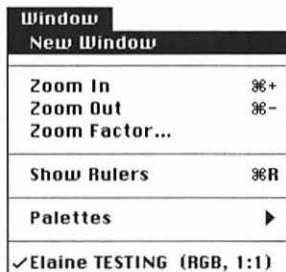 Window
New Window
Zoom In ⌘+
Zoom Out ⌘-
Zoom Factor...
Show Rulers ⌘R
Palettes ▶
✓Elaine TESTING (RGB, 1:1)